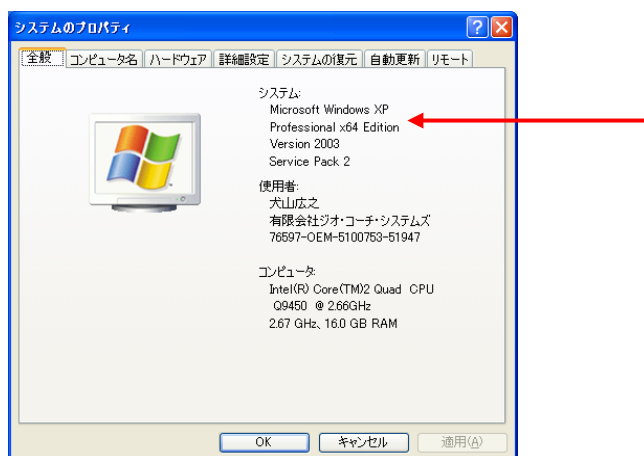 システムのプロパティ
全般 コンピュータ名 ハードウェア 詳細設定 システムの復元 自動更新 リモート
システム:
Microsoft Windows XP
Professional x64 Edition
Version 2003
Service Pack 2
使用者:
犬山広之
有限会社ジオ・コーチ・システムズ
76597-OEM-5100753-51947
コンピュータ:
Intel(R) Core(TM)2 Quad CPU
Q9450 @ 2.66GHz
2.67 GHz、16.0 GB RAM
OK キャンセル 適用(A)